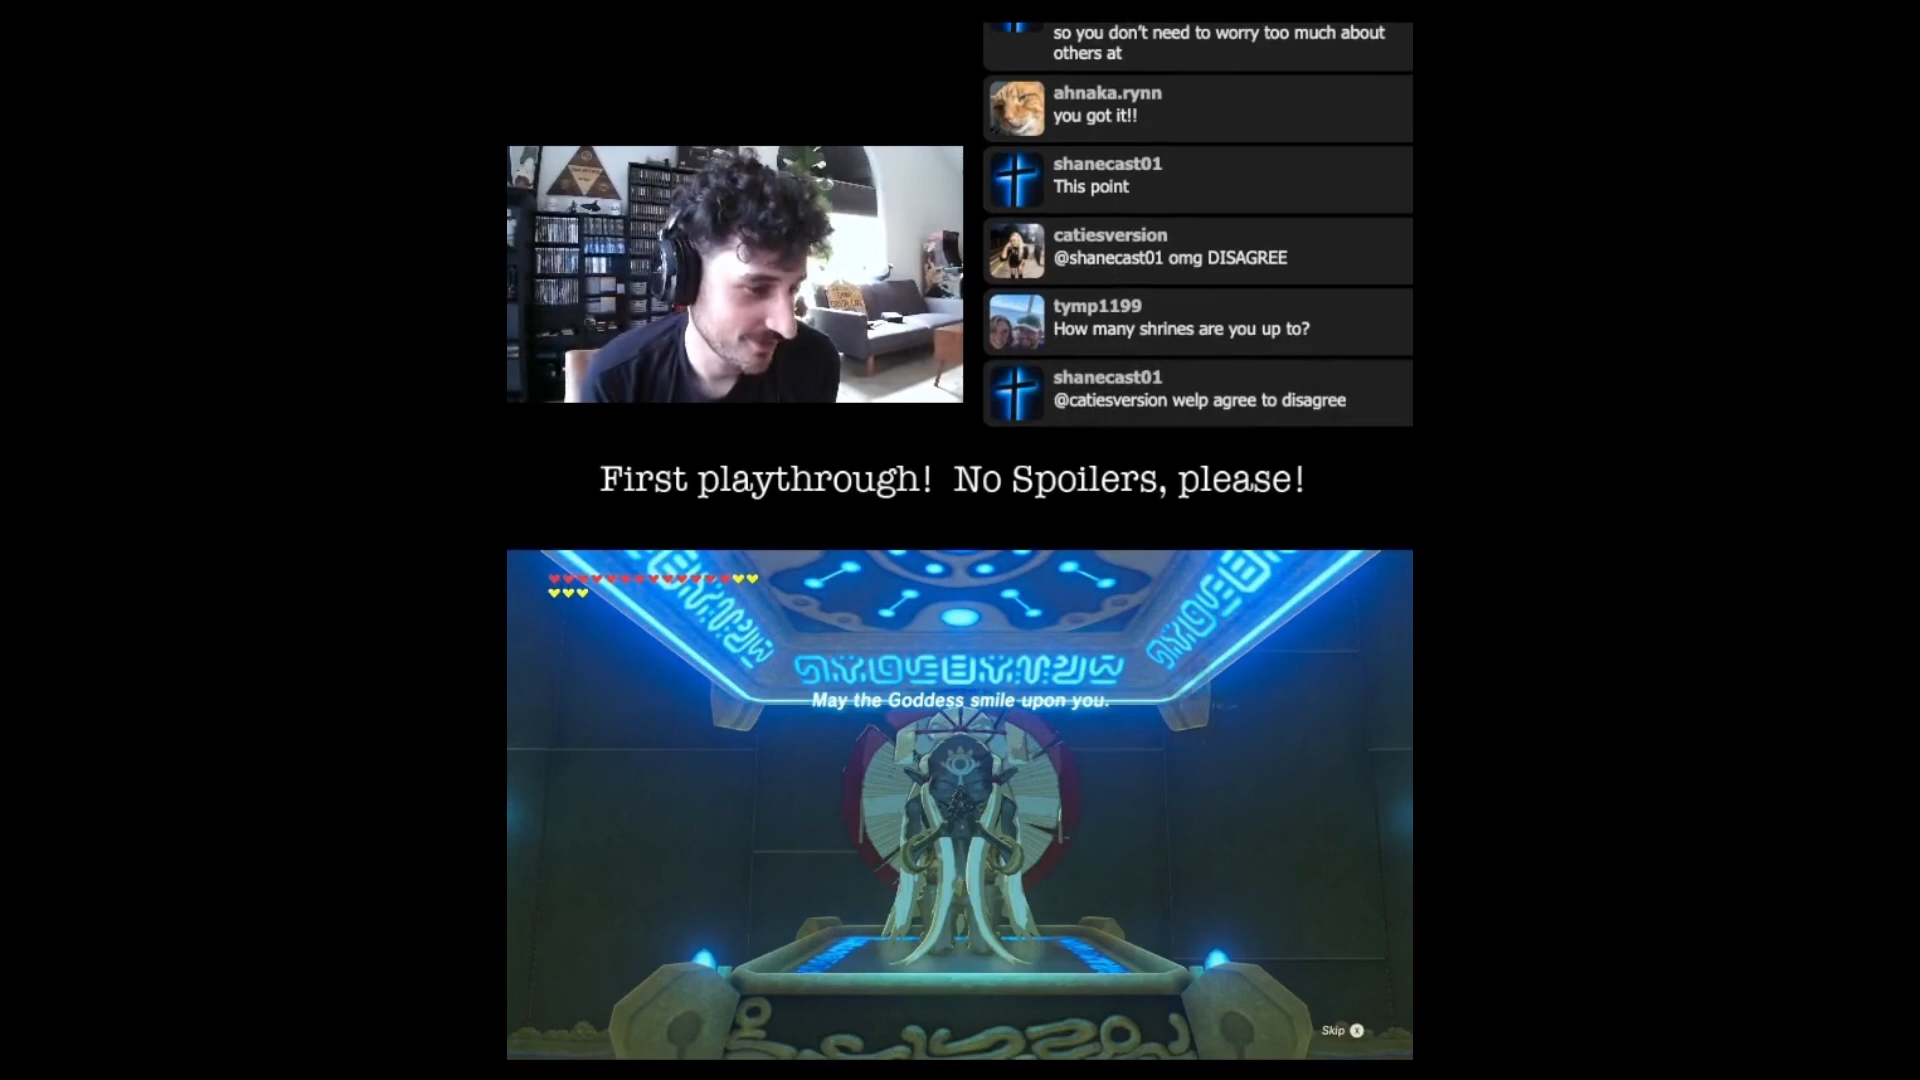 so you don't need to worry too much about
others at
ahnaka.rynn
you got it!!
shanecast01
This point
catiesversion
@shanecast01 omg DISAGREE
tymp1199
How many shrines are you up to?
shanecast01
@catiesversion welp agree to disagree
First playthrough! No Spoilers, please!
May the Goddess smile upon you.
Skip X